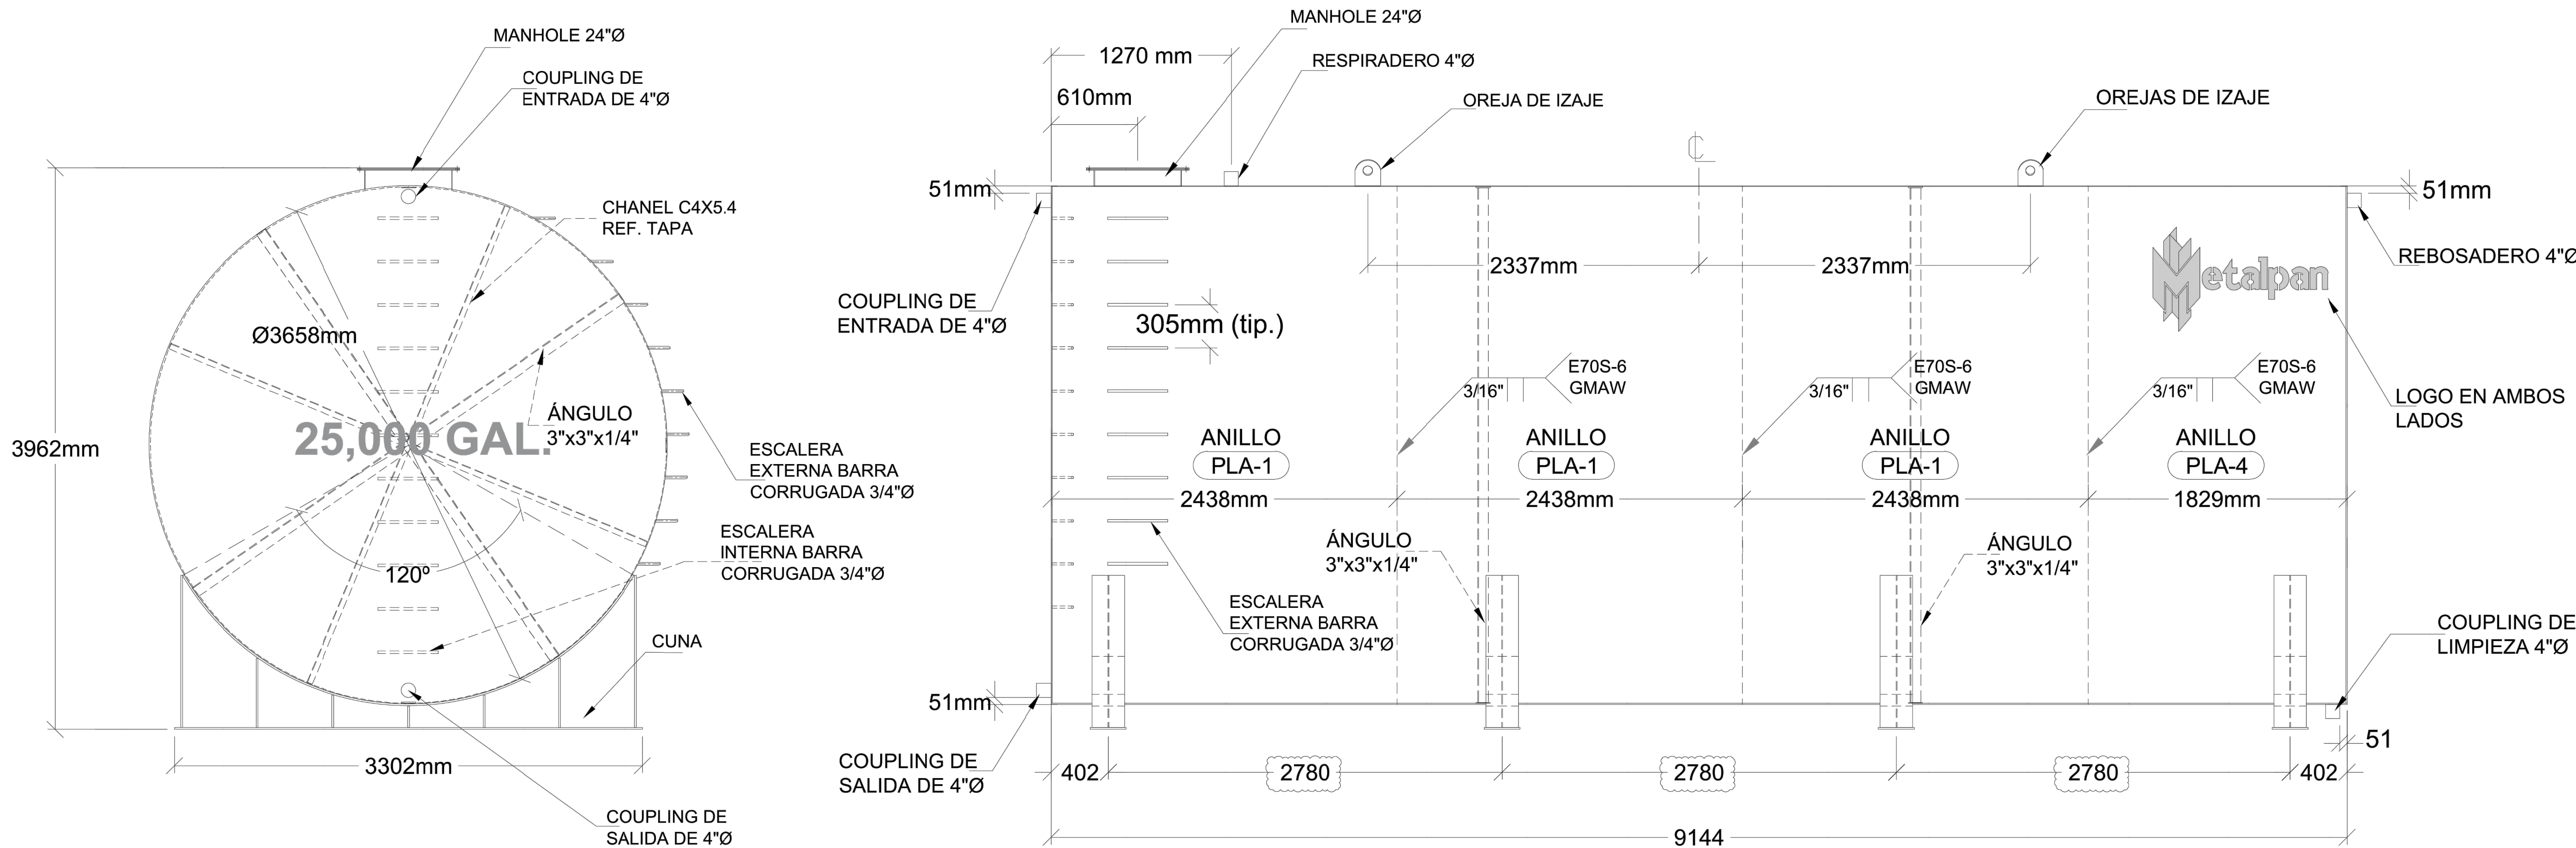 MANHOLE 24"Ø
COUPLING DE
ENTRADA DE 4"Ø
CHANEL C4X5.4
REF. TAPA
Ø3658mm
ÁNGULO
3"x3"x1/4"
25,000 GAL.
3962mm
ESCALERA
EXTERNA BARRA
CORRUGADA 3/4"Ø
ESCALERA
INTERNA BARRA
CORRUGADA 3/4"Ø
120º
CUNA
3302mm
COUPLING DE
SALIDA DE 4"Ø
MANHOLE 24"Ø
1270 mm
RESPIRADERO 4"Ø
610mm
OREJA DE IZAJE
OREJAS DE IZAJE
51mm
51mm
REBOSADERO 4"Ø
2337mm
2337mm
Metalpan
COUPLING DE
ENTRADA DE 4"Ø
305mm (tip.)
3/16"
E70S-6
GMAW
3/16"
E70S-6
GMAW
3/16"
E70S-6
GMAW
LOGO EN AMBOS
LADOS
ANILLO
PLA-1
ANILLO
PLA-1
ANILLO
PLA-1
ANILLO
PLA-4
2438mm
2438mm
2438mm
1829mm
ÁNGULO
3"x3"x1/4"
ÁNGULO
3"x3"x1/4"
ESCALERA
EXTERNA BARRA
CORRUGADA 3/4"Ø
COUPLING DE
LIMPIEZA 4"Ø
51mm
51
COUPLING DE
SALIDA DE 4"Ø
402
2780
2780
2780
402
9144